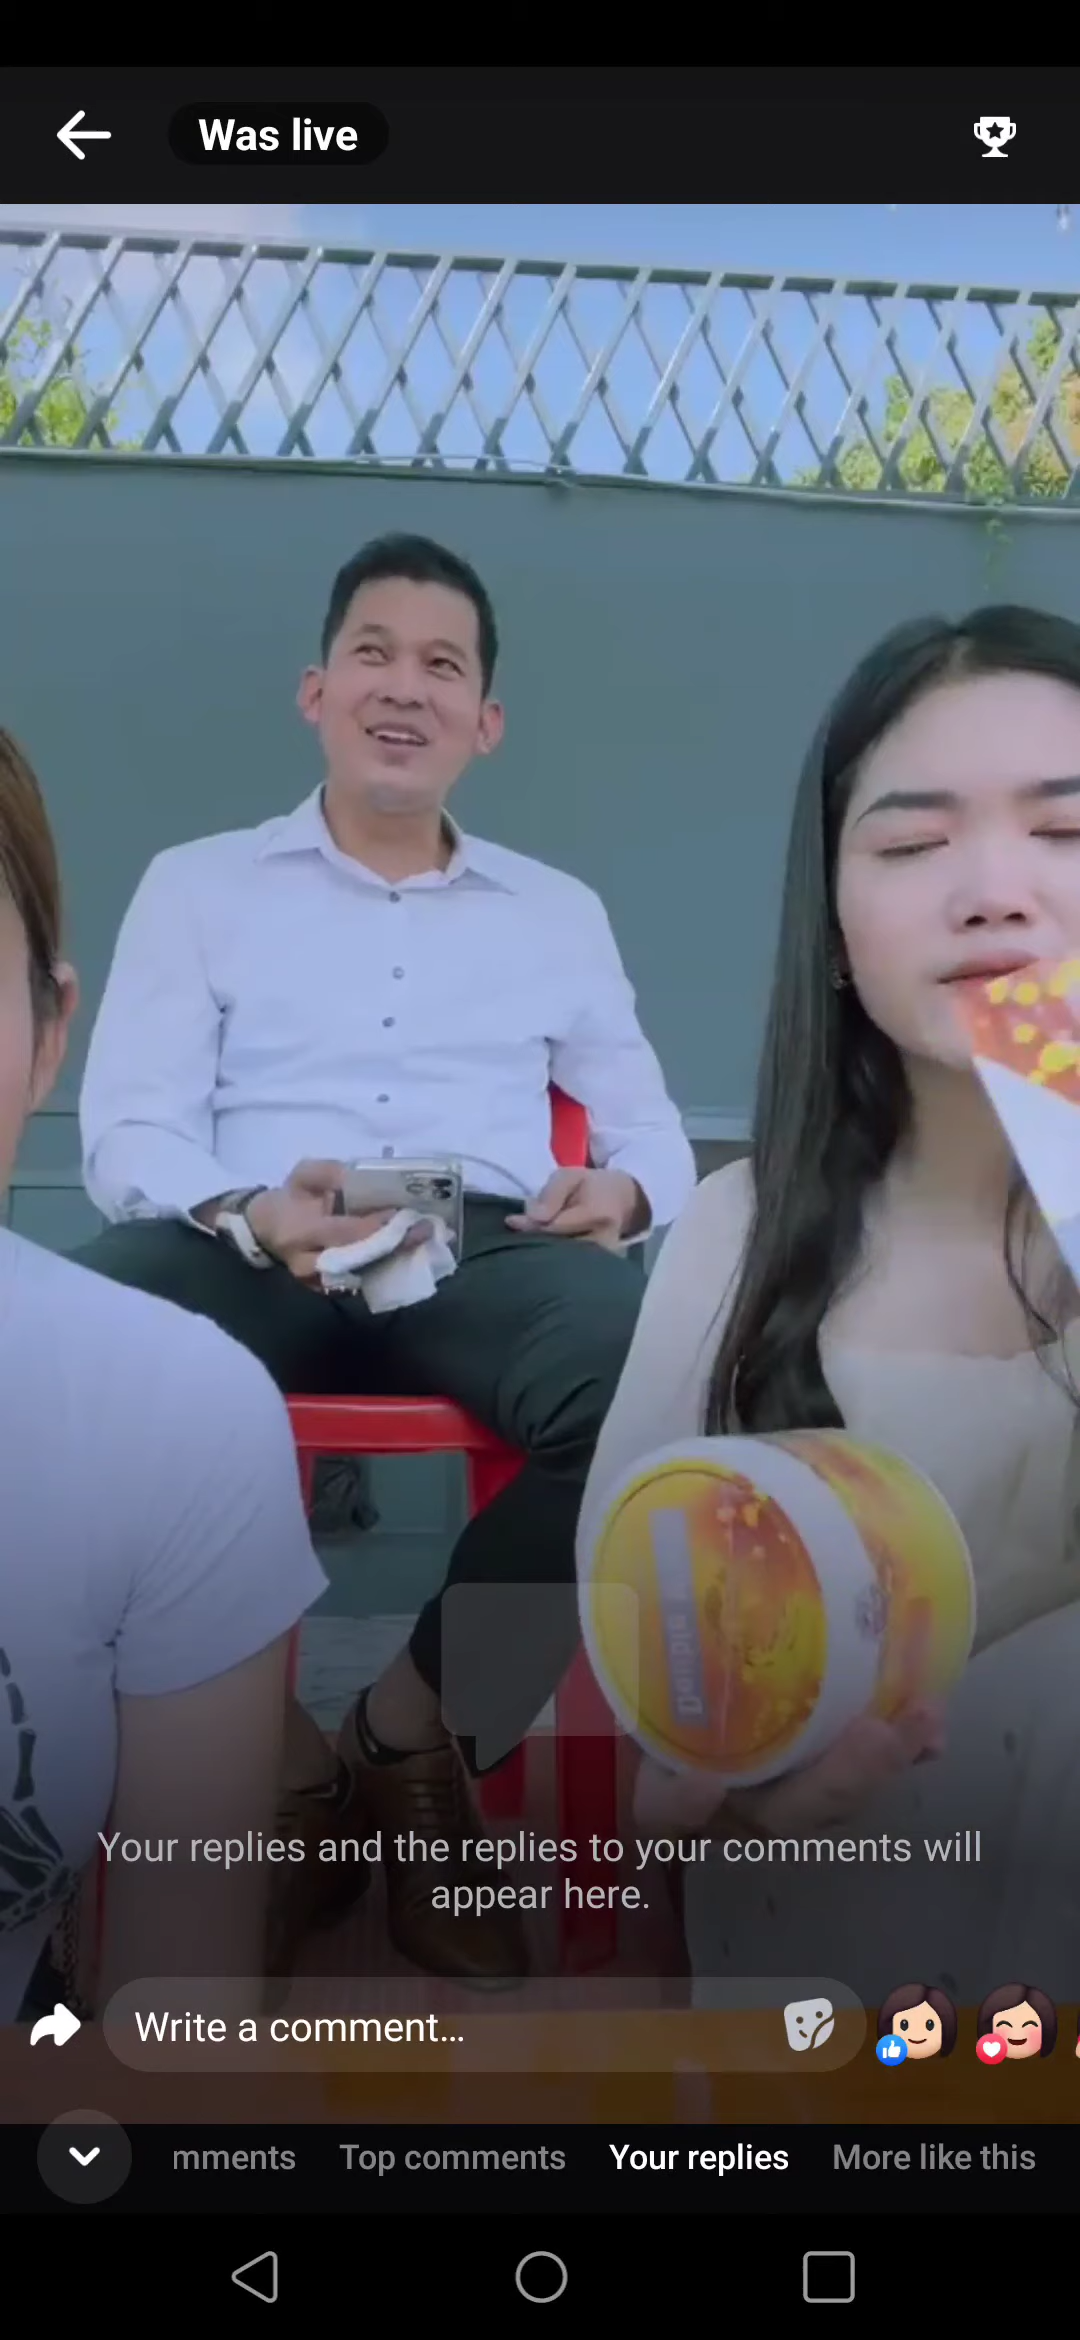 Was live
Your replies and the replies to your comments will
appear here.
Write a comment...
mments
Top comments
Your replies
More like this